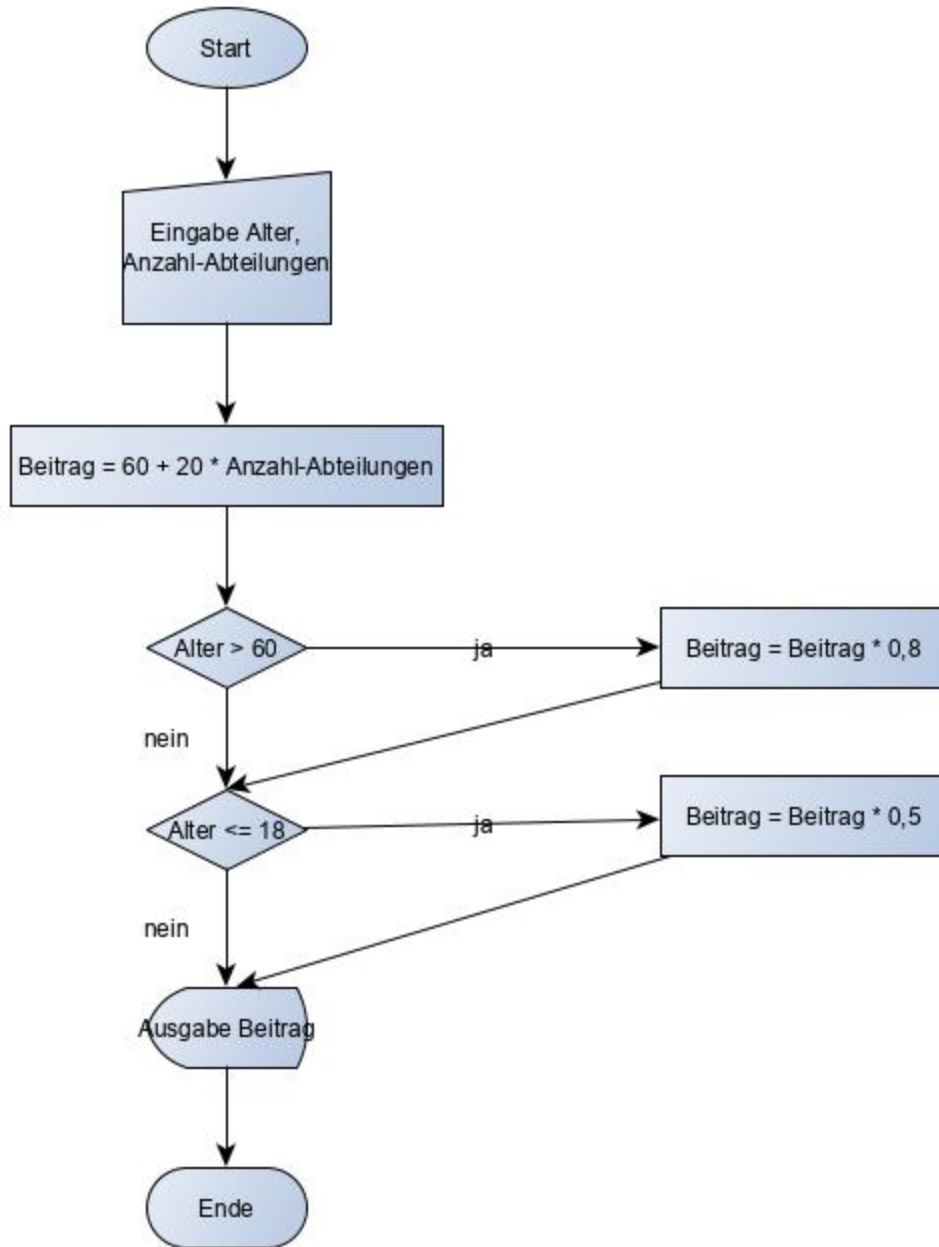 Start
Eingabe Alter,
Anzahl-Abteilungen
Beitrag = 60 + 20 * Anzahl-Abteilungen
Alter > 60
ja
Beitrag = Beitrag * 0,8
nein
Alter <= 18
ja
Beitrag = Beitrag * 0,5
nein
Ausgabe Beitrag
Ende